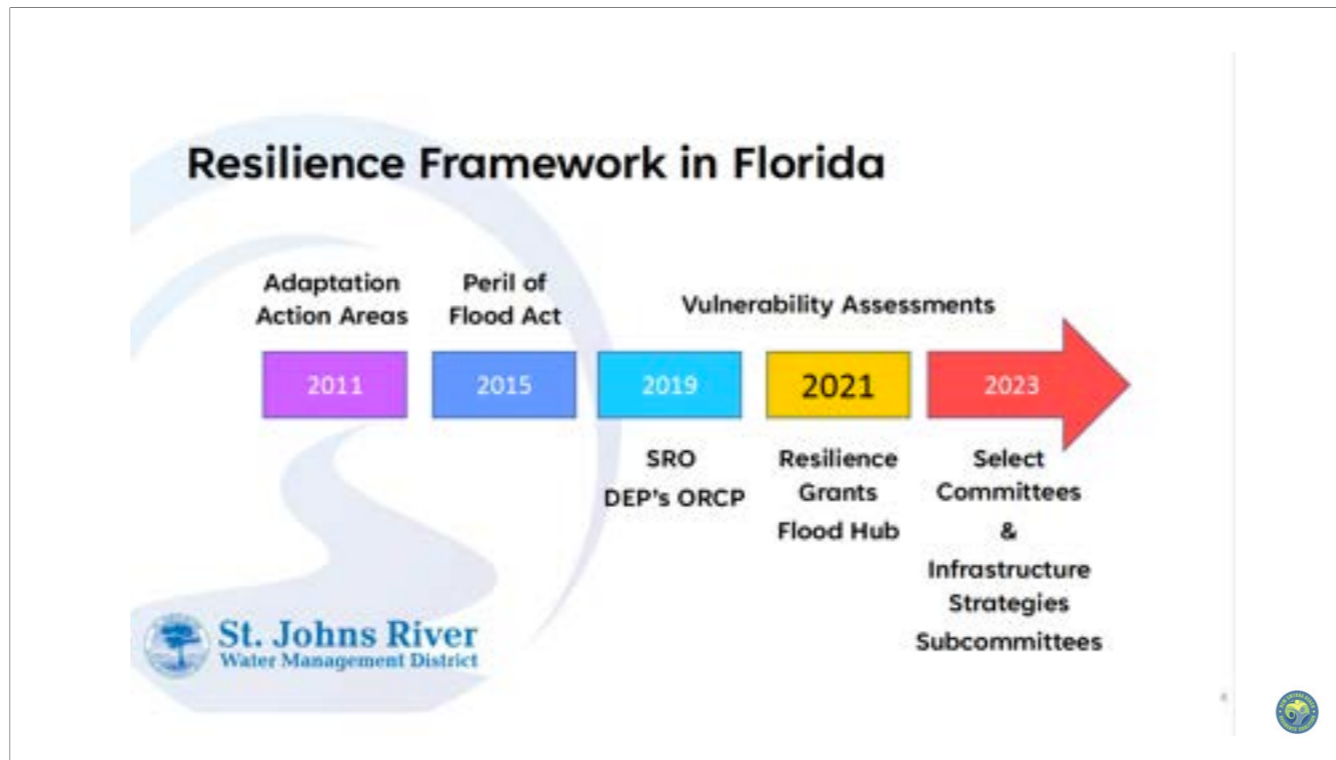 Resilience Framework in Florida
Adaptation
Action Areas
Peril of
Flood Act
Vulnerability Assessments
2011
2015
2019
2021
2023
SRO
DEP's ORCP
Resilience
Grants
Flood Hub
Select
Committees
&
Infrastructure
Strategies
Subcommittees
St. Johns River
Water Management District